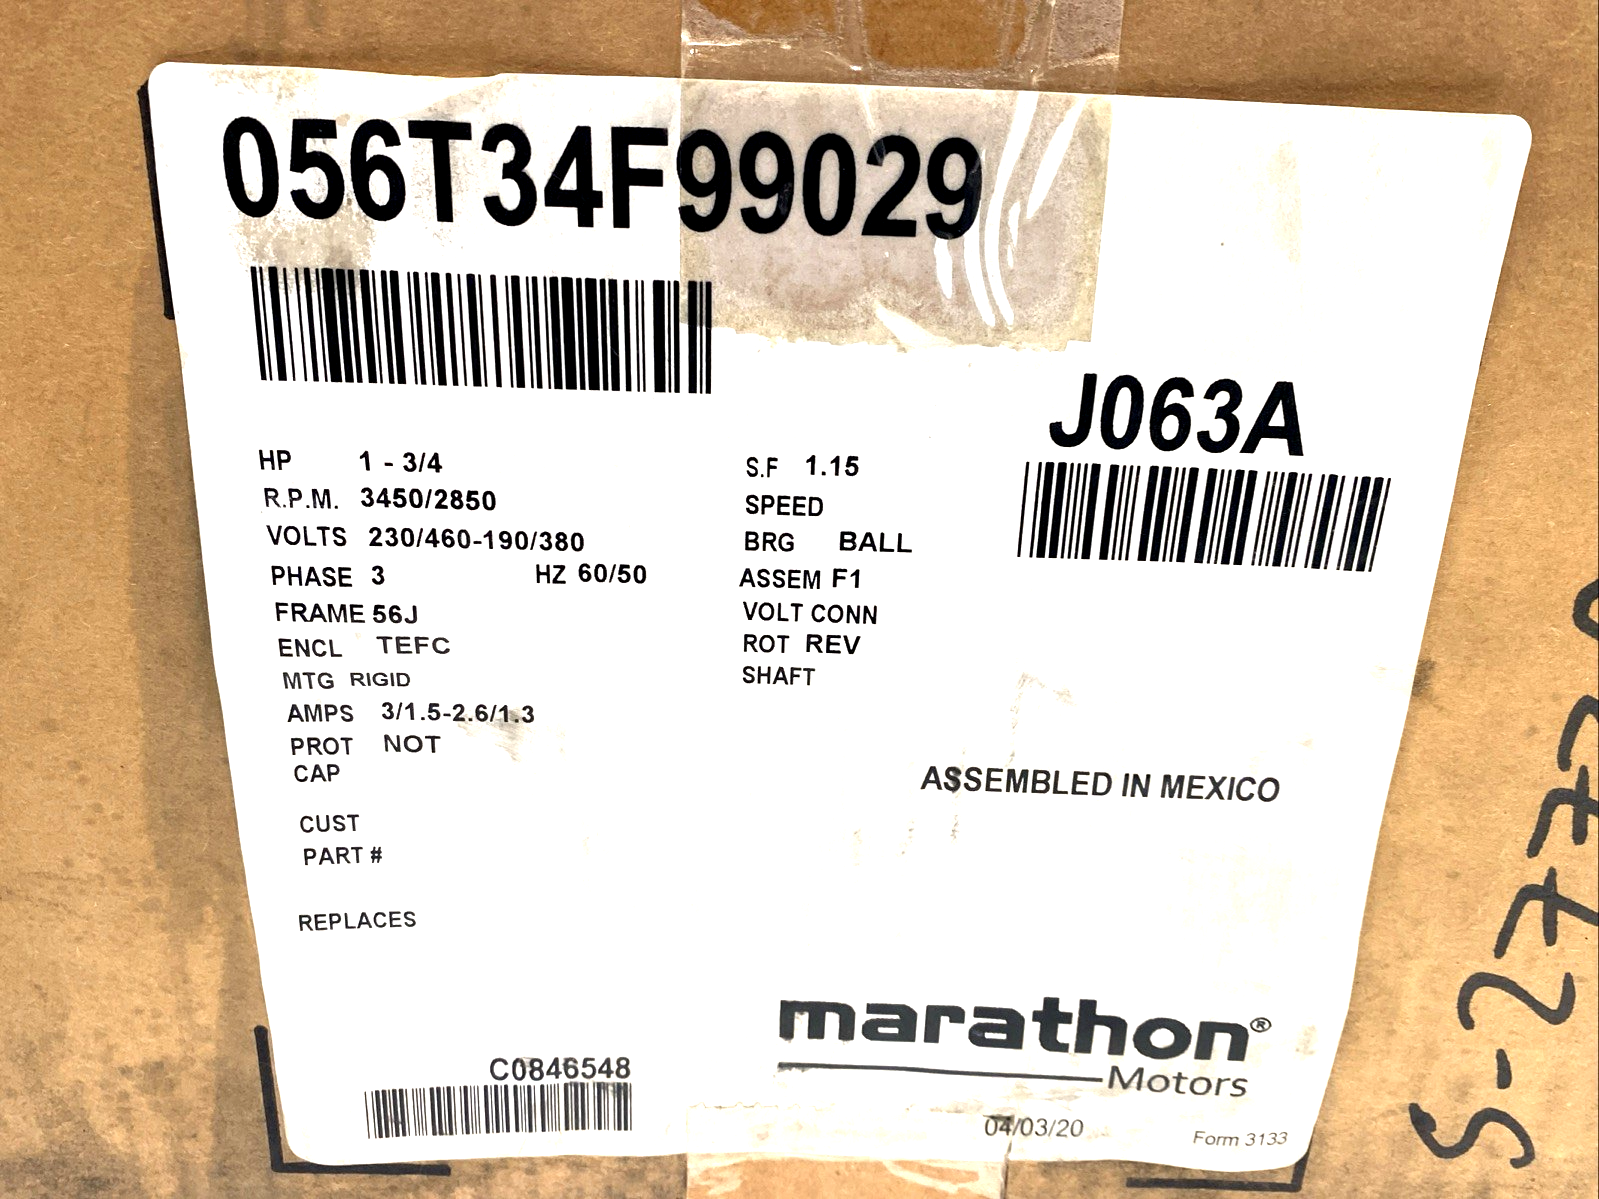 056T34F99029
J063A
HP 1 - 3/4
R.P.M. 3450/2850
VOLTS 230/460-190/380
PHASE 3 HZ 60/50
FRAME 56J
ENCL TEFC
MTG RIGID
AMPS 3/1.5-2.6/1.3
PROT NOT
CAP
CUST
PART #
REPLACES
S.F 1.15
SPEED
BRG BALL
ASSEM F1
VOLT CONN
ROT REV
SHAFT
ASSEMBLED IN MEXICO
marathon®
Motors
C0846548
04/03/20
Form 3133